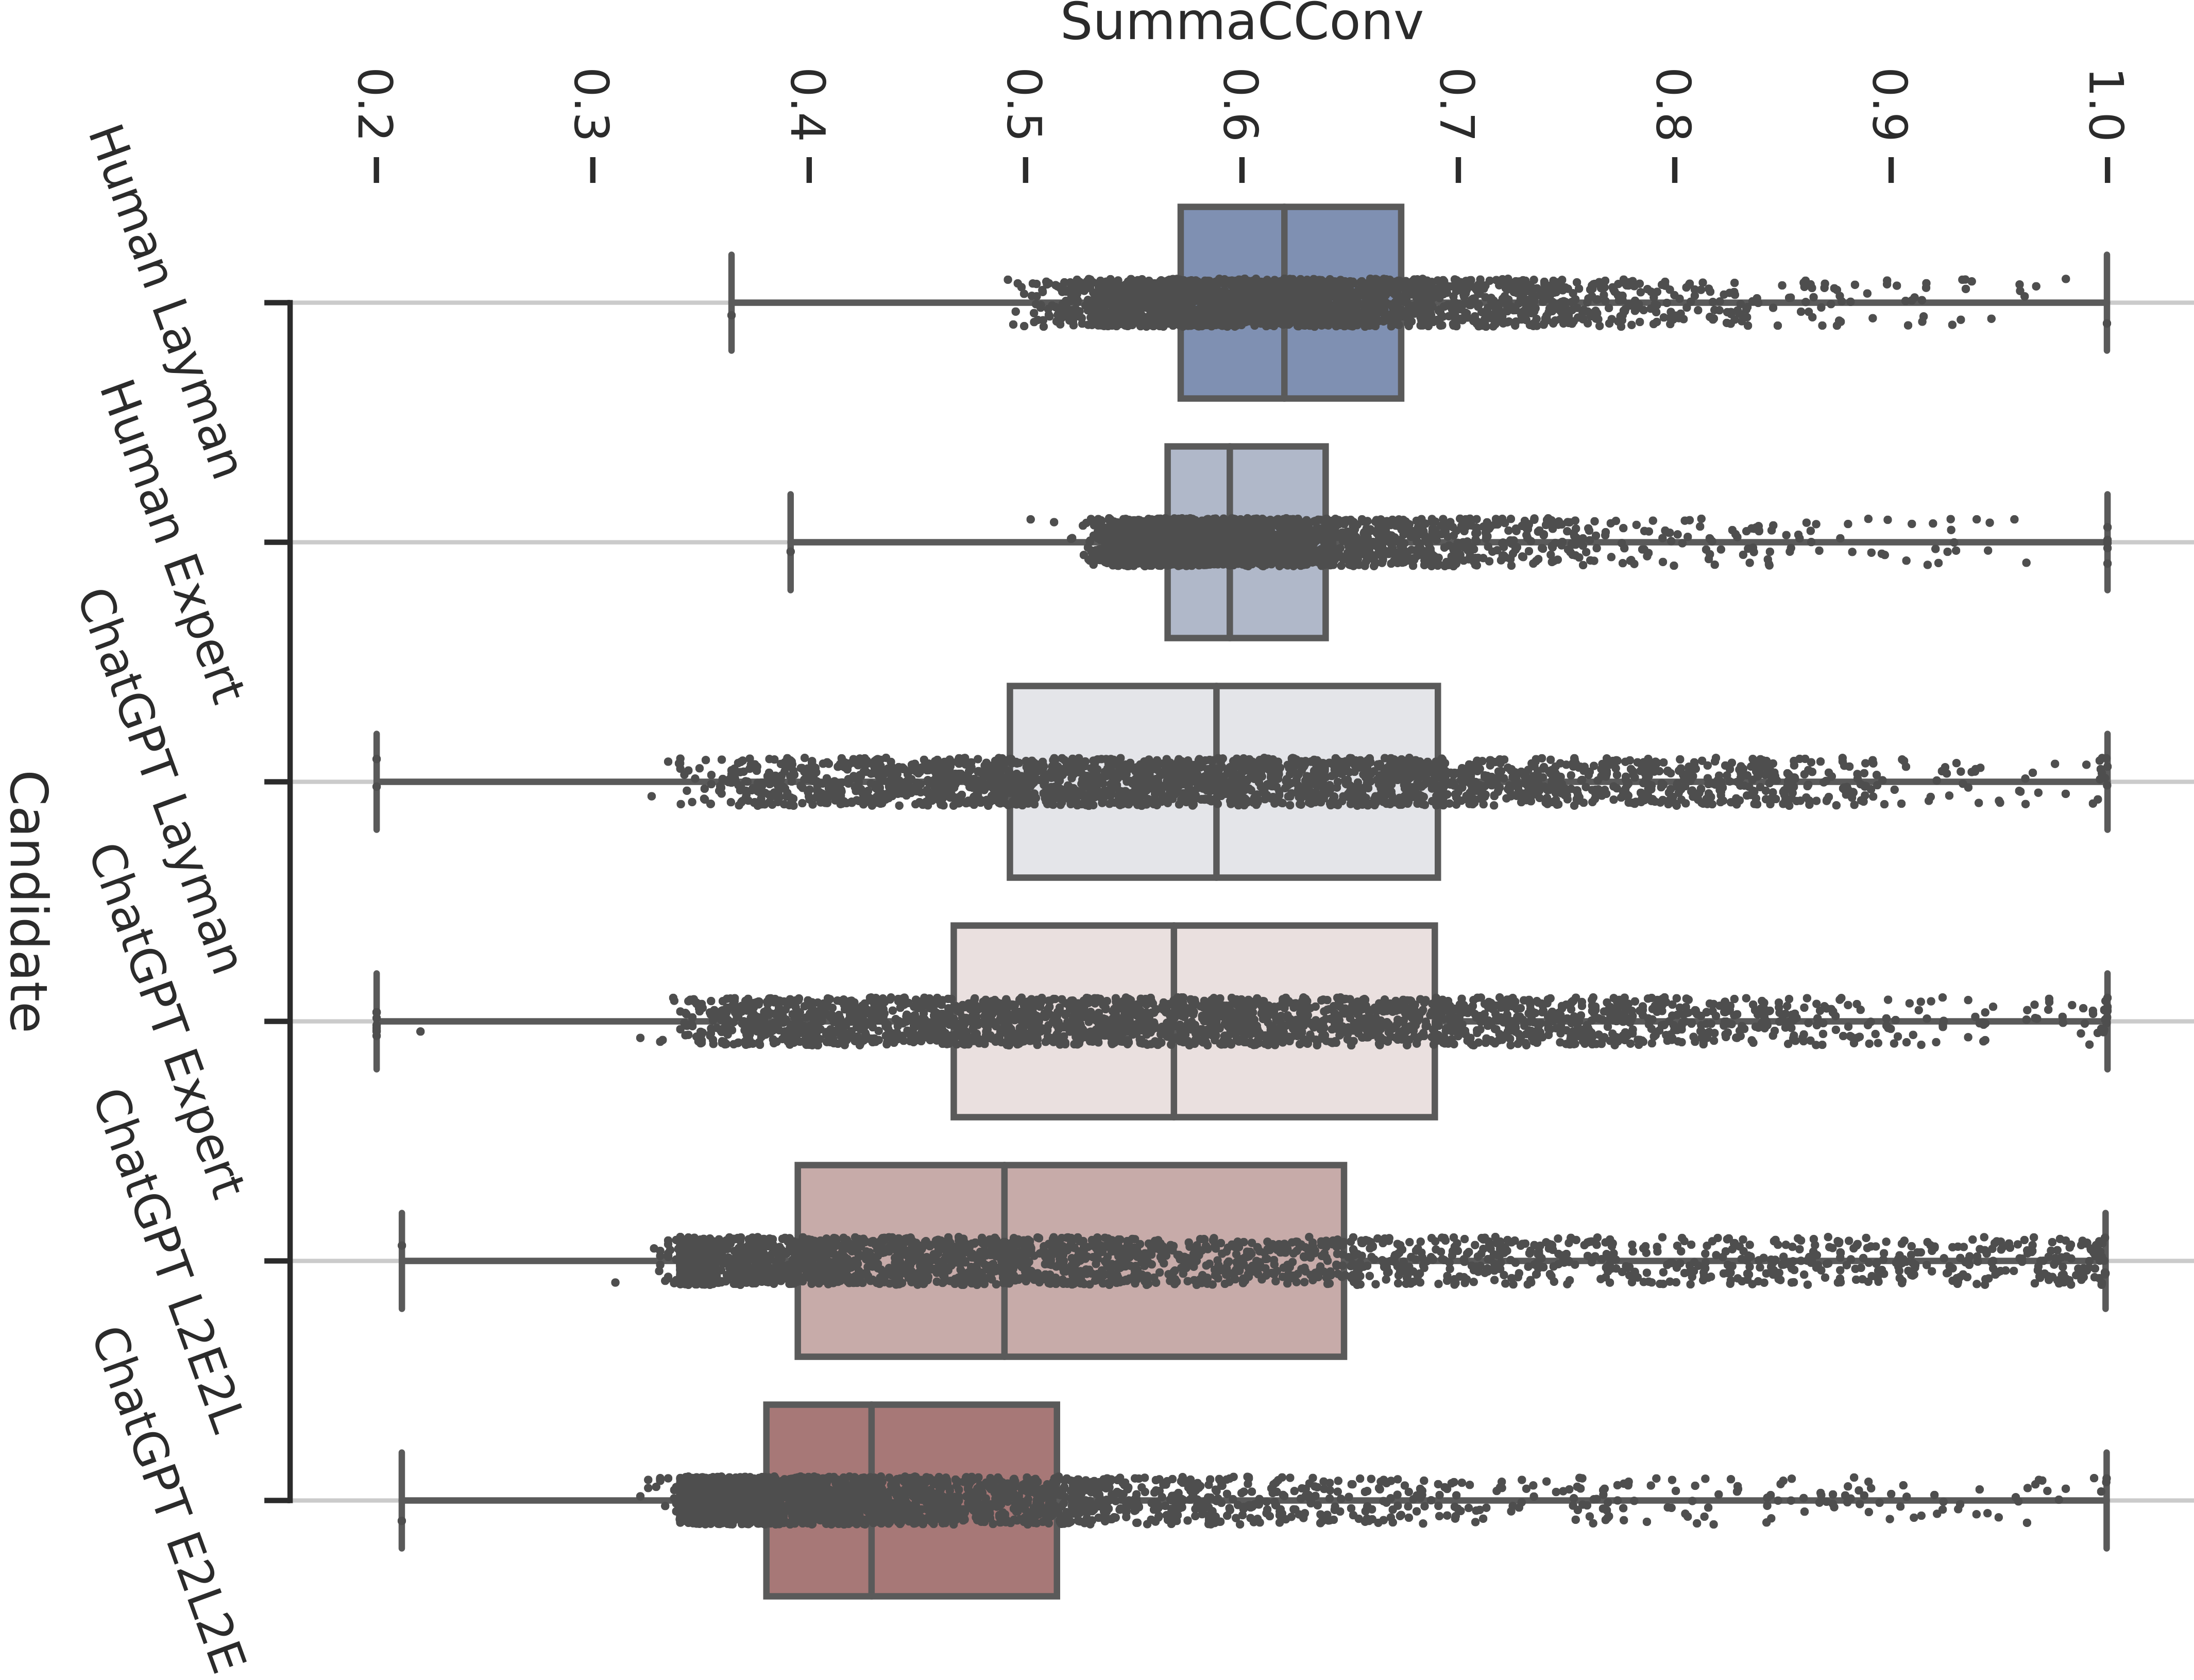 SummaCConv
0.2
0.3
0.4
0.5
0.6
0.7
0.8
0.9
1.0
Human Layman
Human Expert
ChatGPT Layman
ChatGPT Expert
ChatGPT L2E2L
ChatGPT E2L2E
Candidate